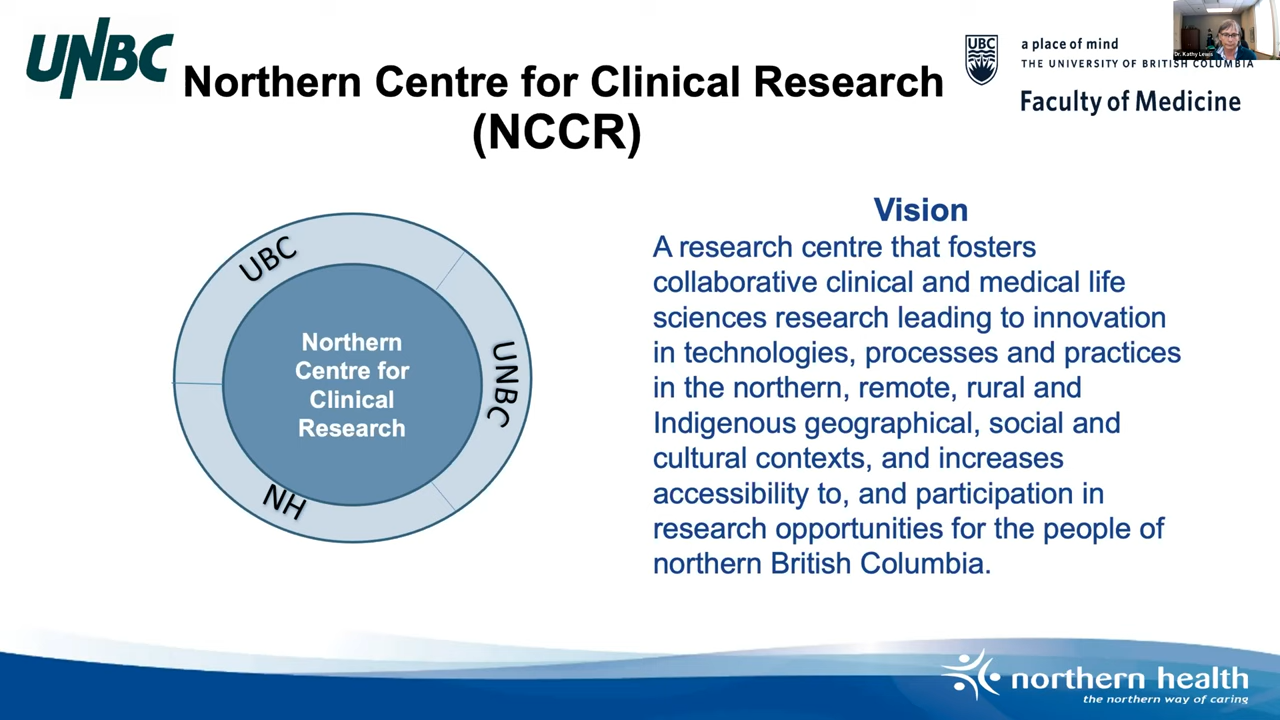 UNBC
Northern Centre for Clinical Research
(NCCR)
UBC
a place of mind
THE UNIVERSITY OF BRITISH COLUMBIA
Faculty of Medicine
Dr. Kathy Lewis
UBC
UNBC
NH
Northern
Centre for
Clinical
Research
Vision
A research centre that fosters
collaborative clinical and medical life
sciences research leading to innovation
in technologies, processes and practices
in the northern, remote, rural and
Indigenous geographical, social and
cultural contexts, and increases
accessibility to, and participation in
research opportunities for the people of
northern British Columbia.
northern health
the northern way of caring